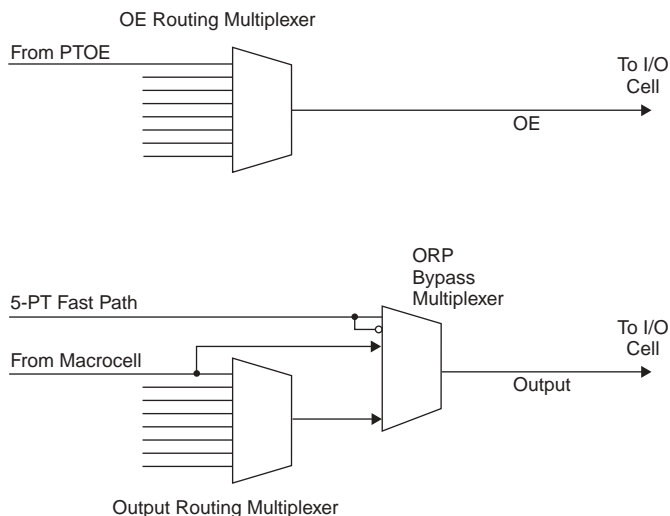 OE Routing Multiplexer
From PTOE
To I/O
Cell
OE
ORP
Bypass
Multiplexer
5-PT Fast Path
To I/O
Cell
From Macrocell
Output
Output Routing Multiplexer